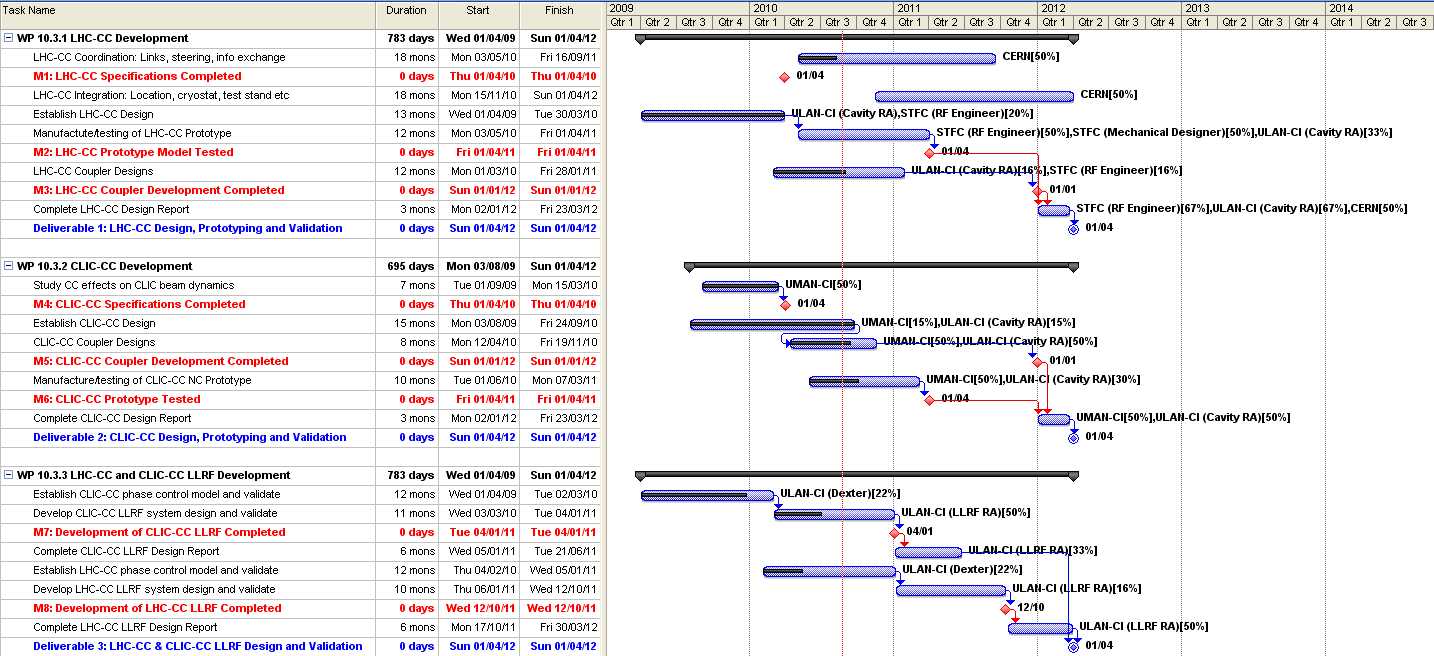 Task Name Duration Start Finish 2009 2010 2011 2012 2013 2014
Qtr 1 Qtr 2 Qtr 3 Qtr 4 Qtr 1 Qtr 2 Qtr 3 Qtr 4 Qtr 1 Qtr 2 Qtr 3 Qtr 4 Qtr 1 Qtr 2 Qtr 3 Qtr 4 Qtr 1 Qtr 2 Qtr 3 Qtr 4 Qtr 1 Qtr 2 Qtr 3
WP 10.3.1 LHC-CC Development 783 days Wed 01/04/09 Sun 01/04/12
LHC-CC Coordination: Links, steering, info exchange 18 mons Mon 03/05/10 Fri 16/09/11 CERN[50%]
M1: LHC-CC Specifications Completed 0 days Thu 01/04/10 Thu 01/04/10 01/04
LHC-CC Integration: Location, cryostat, test stand etc 18 mons Mon 15/11/10 Sun 01/04/12 CERN[50%]
Establish LHC-CC Design 13 mons Wed 01/04/09 Tue 30/03/10 ULAN-CI (Cavity RA),STFC (RF Engineer)[20%]
Manufactute/testing of LHC-CC Prototype 12 mons Mon 03/05/10 Fri 01/04/11 STFC (RF Engineer)[50%],STFC (Mechanical Designer)[50%],ULAN-CI (Cavity RA)[33%]
M2: LHC-CC Prototype Model Tested 0 days Fri 01/04/11 Fri 01/04/11 01/04
LHC-CC Coupler Designs 12 mons Mon 01/03/10 Fri 28/01/11 ULAN-CI (Cavity RA)[16%],STFC (RF Engineer)[16%]
M3: LHC-CC Coupler Development Completed 0 days Sun 01/01/12 Sun 01/01/12 01/01
Complete LHC-CC Design Report 3 mons Mon 02/01/12 Fri 23/03/12 STFC (RF Engineer)[67%],ULAN-CI (Cavity RA)[67%],CERN[50%]
Deliverable 1: LHC-CC Design, Prototyping and Validation 0 days Sun 01/04/12 Sun 01/04/12 01/04
WP 10.3.2 CLIC-CC Development 695 days Mon 03/08/09 Sun 01/04/12
Study CC effects on CLIC beam dynamics 7 mons Tue 01/09/09 Mon 15/03/10 UMAN-CI[50%]
M4: CLIC-CC Specifications Completed 0 days Thu 01/04/10 Thu 01/04/10 01/04
Establish CLIC-CC Design 15 mons Mon 03/08/09 Fri 24/09/10 UMAN-CI[15%],ULAN-CI (Cavity RA)[15%]
CLIC-CC Coupler Designs 8 mons Mon 12/04/10 Fri 19/11/10 UMAN-CI[50%],ULAN-CI (Cavity RA)[50%]
M5: CLIC-CC Coupler Development Completed 0 days Sun 01/01/12 Sun 01/01/12 01/01
Manufacture/testing of CLIC-CC NC Prototype 10 mons Tue 01/06/10 Mon 07/03/11 UMAN-CI[50%],ULAN-CI (Cavity RA)[30%]
M6: CLIC-CC Prototype Tested 0 days Fri 01/04/11 Fri 01/04/11 01/04
Complete CLIC-CC Design Report 3 mons Mon 02/01/12 Fri 23/03/12 UMAN-CI[50%],ULAN-CI (Cavity RA)[50%]
Deliverable 2: CLIC-CC Design, Prototyping and Validation 0 days Sun 01/04/12 Sun 01/04/12 01/04
WP 10.3.3 LHC-CC and CLIC-CC LLRF Development 783 days Wed 01/04/09 Sun 01/04/12
Establish CLIC-CC phase control model and validate 12 mons Wed 01/04/09 Tue 02/03/10 ULAN-CI (Dexter)[22%]
Develop CLIC-CC LLRF system design and validate 11 mons Wed 03/03/10 Tue 04/01/11 ULAN-CI (LLRF RA)[50%]
M7: Development of CLIC-CC LLRF Completed 0 days Tue 04/01/11 Tue 04/01/11 04/01
Complete CLIC-CC LLRF Design Report 6 mons Wed 05/01/11 Tue 21/06/11 ULAN-CI (LLRF RA)[33%]
Establish LHC-CC phase control model and validate 12 mons Thu 04/02/10 Wed 05/01/11 ULAN-CI (Dexter)[22%]
Develop LHC-CC LLRF system design and validate 10 mons Thu 06/01/11 Wed 12/10/11 ULAN-CI (LLRF RA)[16%]
M8: Development of LHC-CC LLRF Completed 0 days Wed 12/10/11 Wed 12/10/11 12/10
Complete LHC-CC LLRF Design Report 6 mons Mon 17/10/11 Fri 30/03/12 ULAN-CI (LLRF RA)[50%]
Deliverable 3: LHC-CC & CLIC-CC LLRF Design and Validation 0 days Sun 01/04/12 Sun 01/04/12 01/04